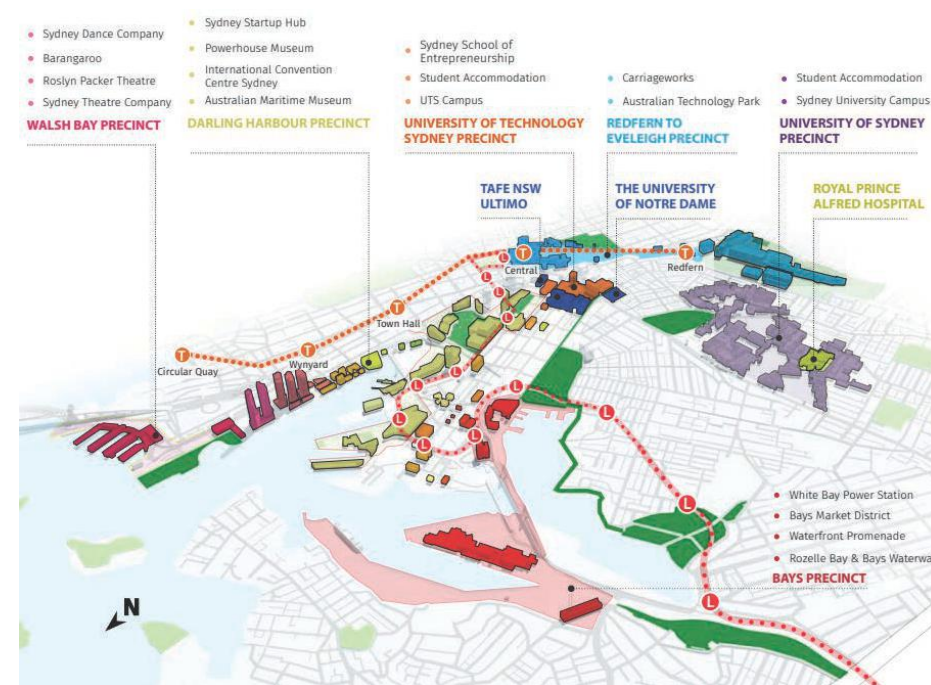 Sydney Dance Company
Barangaroo
Roslyn Packer Theatre
Sydney Theatre Company
WALSH BAY PRECINCT
Sydney Startup Hub
Powerhouse Museum
International Convention
Centre Sydney
Australian Maritime Museum
DARLING HARBOUR PRECINCT
Sydney School of
Entrepreneurship
Student Accommodation
UTS Campus
UNIVERSITY OF TECHNOLOGY
SYDNEY PRECINCT
Carriageworks
Australian Technology Park
REDFERN TO
EVELEIGH PRECINCT
Student Accommodation
Sydney University Campus
UNIVERSITY OF SYDNEY
PRECINCT
TAFE NSW
ULTIMO
THE UNIVERSITY
OF NOTRE DAME
ROYAL PRINCE
ALFRED HOSPITAL
L
T
Central
T
Redfern
L
L
L
L
T
Town Hall
T
Circular Quay
T
Wynyard
L
L
L
L
L
L
L
L
L
White Bay Power Station
Bays Market District
Waterfront Promenade
Rozelle Bay & Bays Waterwa
BAYS PRECINCT
L
N